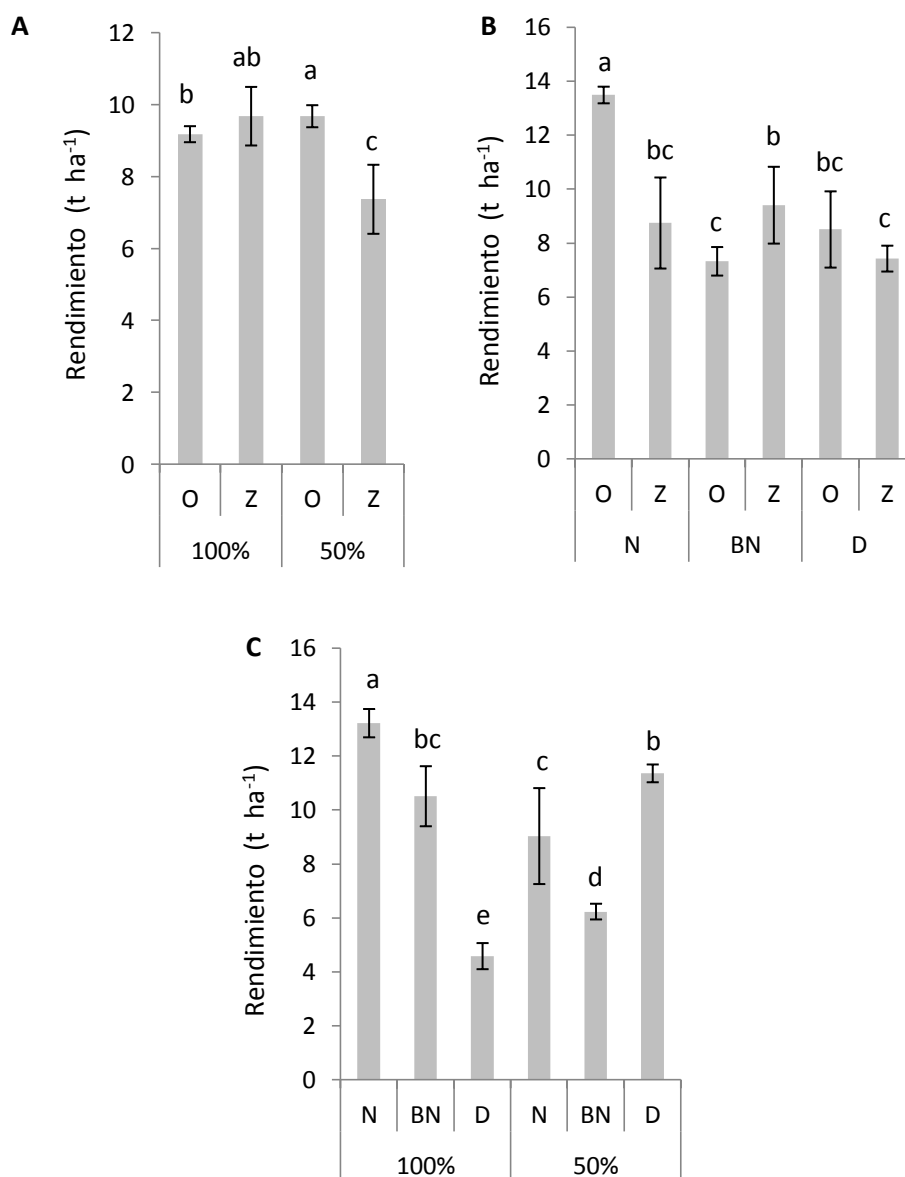 A
Rendimiento (t ha⁻¹)
12
10
8
6
4
2
0
b
ab
a
c
O Z O Z
100% 50%
B
Rendimiento (t ha⁻¹)
16
14
12
10
8
6
4
2
0
a
bc
c
b
bc
c
O Z O Z O Z
N BN D
C
Rendimiento (t ha⁻¹)
16
14
12
10
8
6
4
2
0
a
bc
e
c
d
b
N BN D N BN D
100% 50%